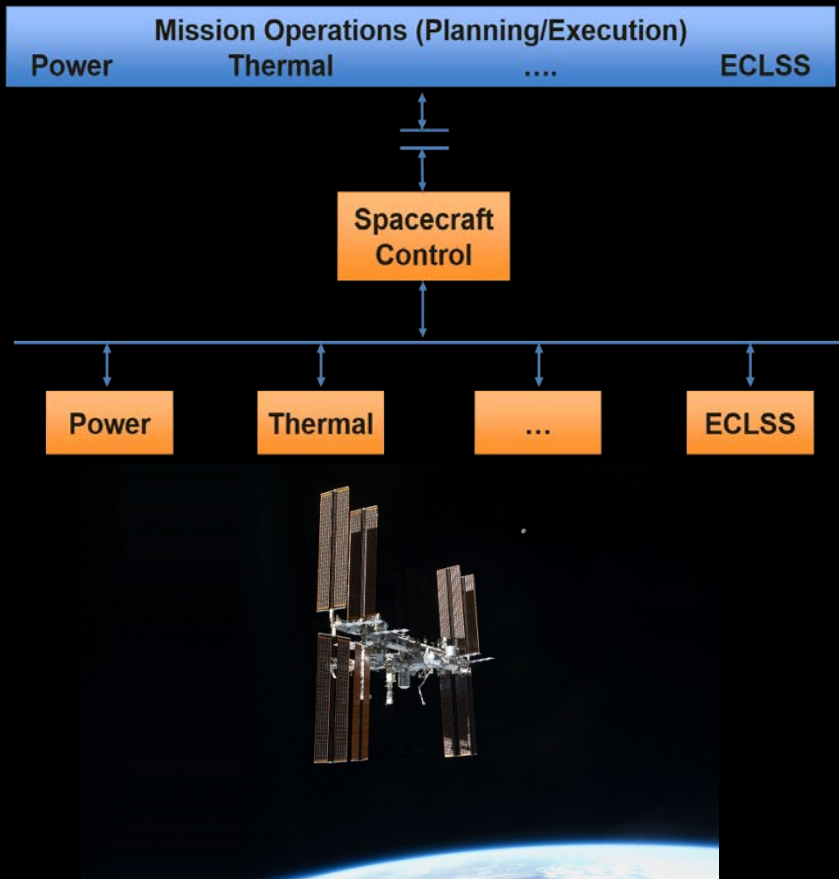 Mission Operations (Planning/Execution)
Power Thermal .... ECLSS
Spacecraft
Control
Power Thermal ... ECLSS